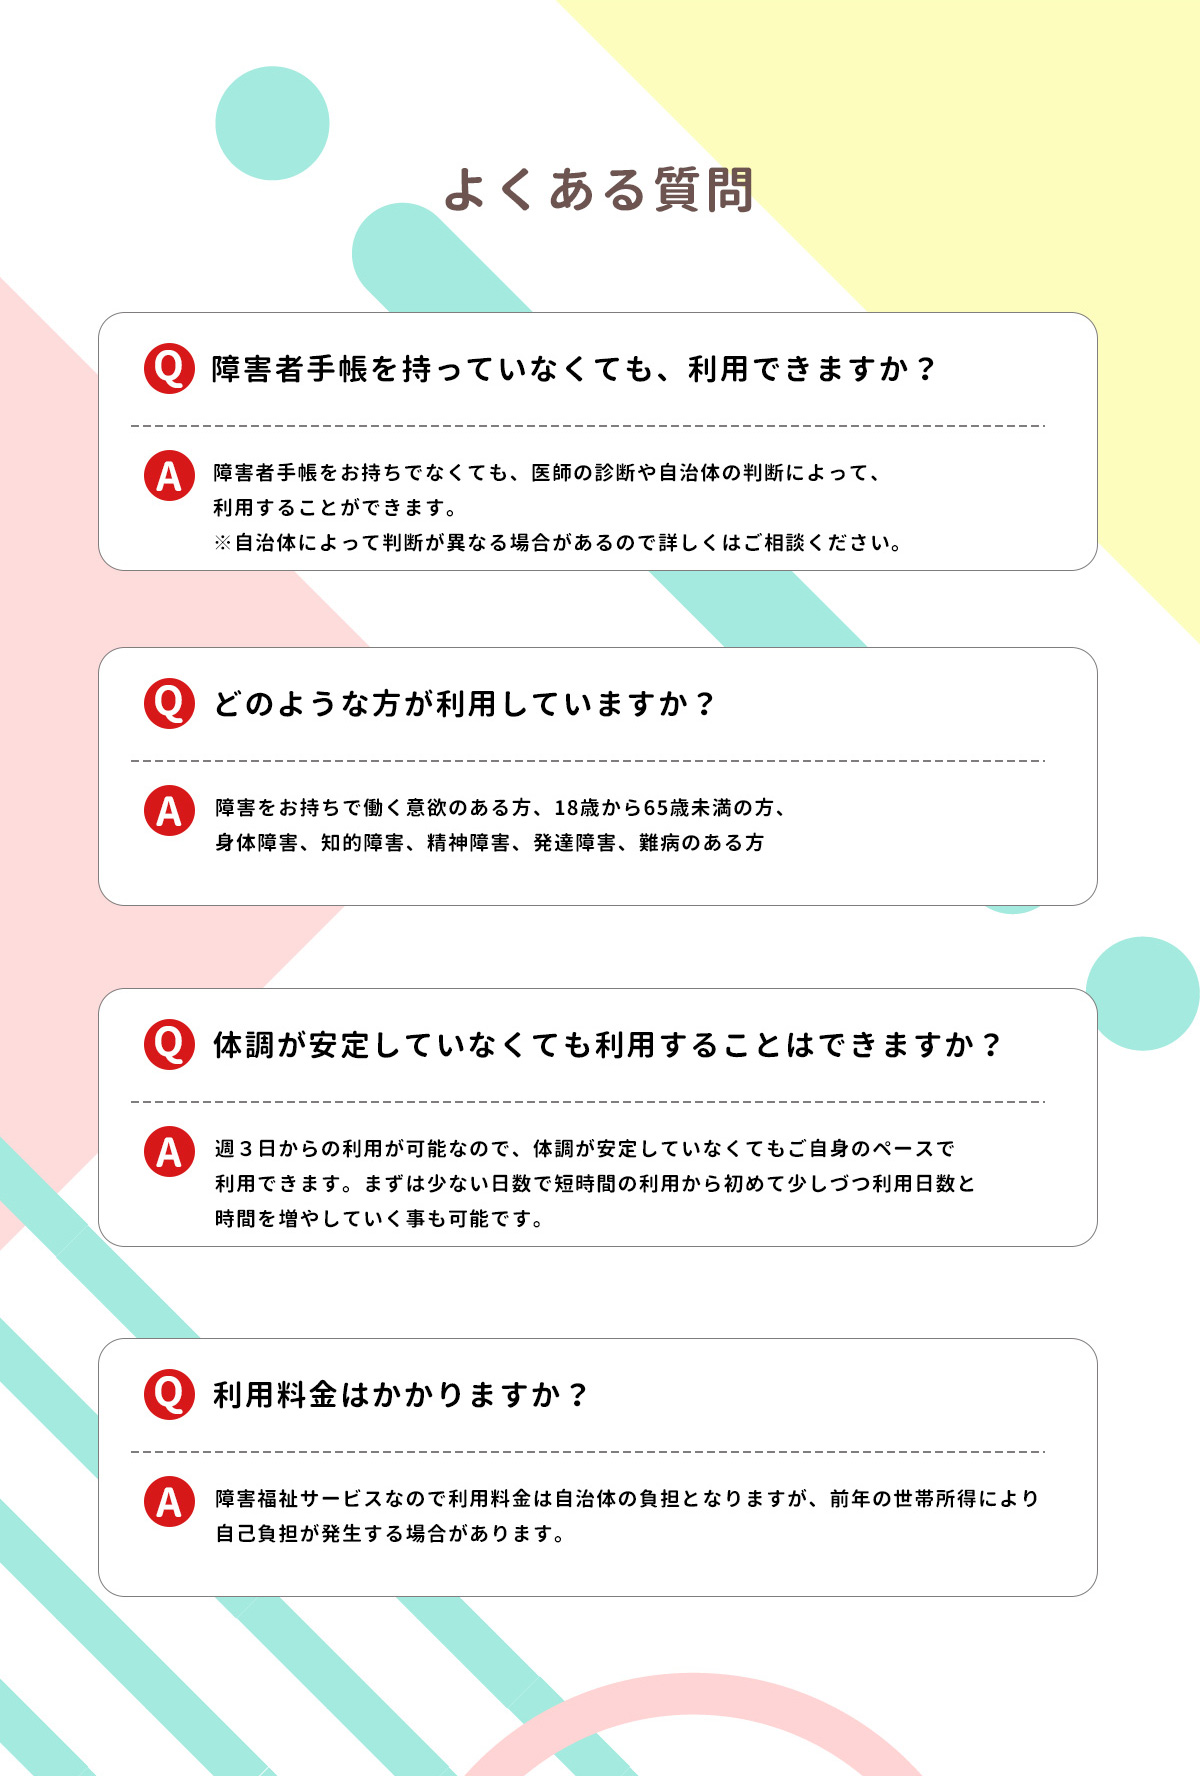 よくある質問
Q 障害者手帳を持っていなくても、利用できますか？
A 障害者手帳をお持ちでなくても、医師の診断や自治体の判断によって、
利用することができます。
※自治体によって判断が異なる場合があるので詳しくはご相談ください。
Q どのような方が利用していますか？
A 障害をお持ちで働く意欲のある方、18歳から65歳未満の方、
身体障害、知的障害、精神障害、発達障害、難病のある方
Q 体調が安定していなくても利用することはできますか？
A 週３日からの利用が可能なので、体調が安定していなくてもご自身のペースで
利用できます。まずは少ない日数で短時間の利用から初めて少しづつ利用日数と
時間を増やしていく事も可能です。
Q 利用料金はかかりますか？
A 障害福祉サービスなので利用料金は自治体の負担となりますが、前年の世帯所得により
自己負担が発生する場合があります。